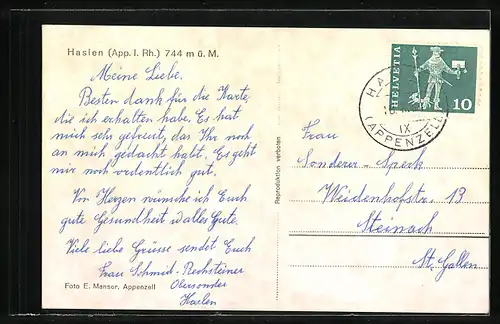 Haslen (App. I. Rh.) 744 m ü. M.
Meine Liebe.
Besten dank für die Karte,
die ich erhalten habe. Es hat
mich sehr gefreut, das Ihr noch
an mich gedacht habt. Es geht
mir noch ordentlich gut.
Von Herzen wünsche ich Euch
gute Gesundheit u alles Gute.
Viele liebe Grüsse sendet Euch
Frau Schmid-Rechsteiner
Obersonder
Haslen
Foto E. Manser, Appenzell
Reproduktion verboten
HELVETIA
10
HA
IX
(APPENZELL
Frau
Sonderer-Speck
Weidenhofstr. 13
Steinach
St. Gallen